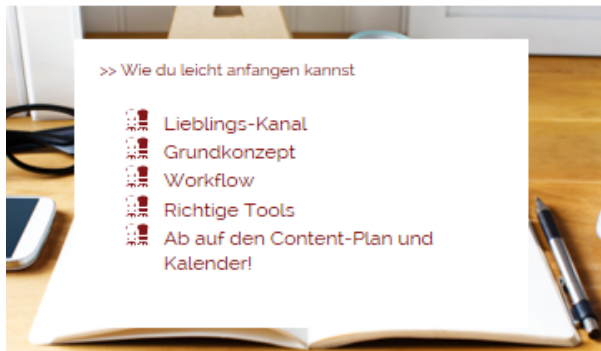 >> Wie du leicht anfangen kannst
Lieblings-Kanal
Grundkonzept
Workflow
Richtige Tools
Ab auf den Content-Plan und
Kalender!